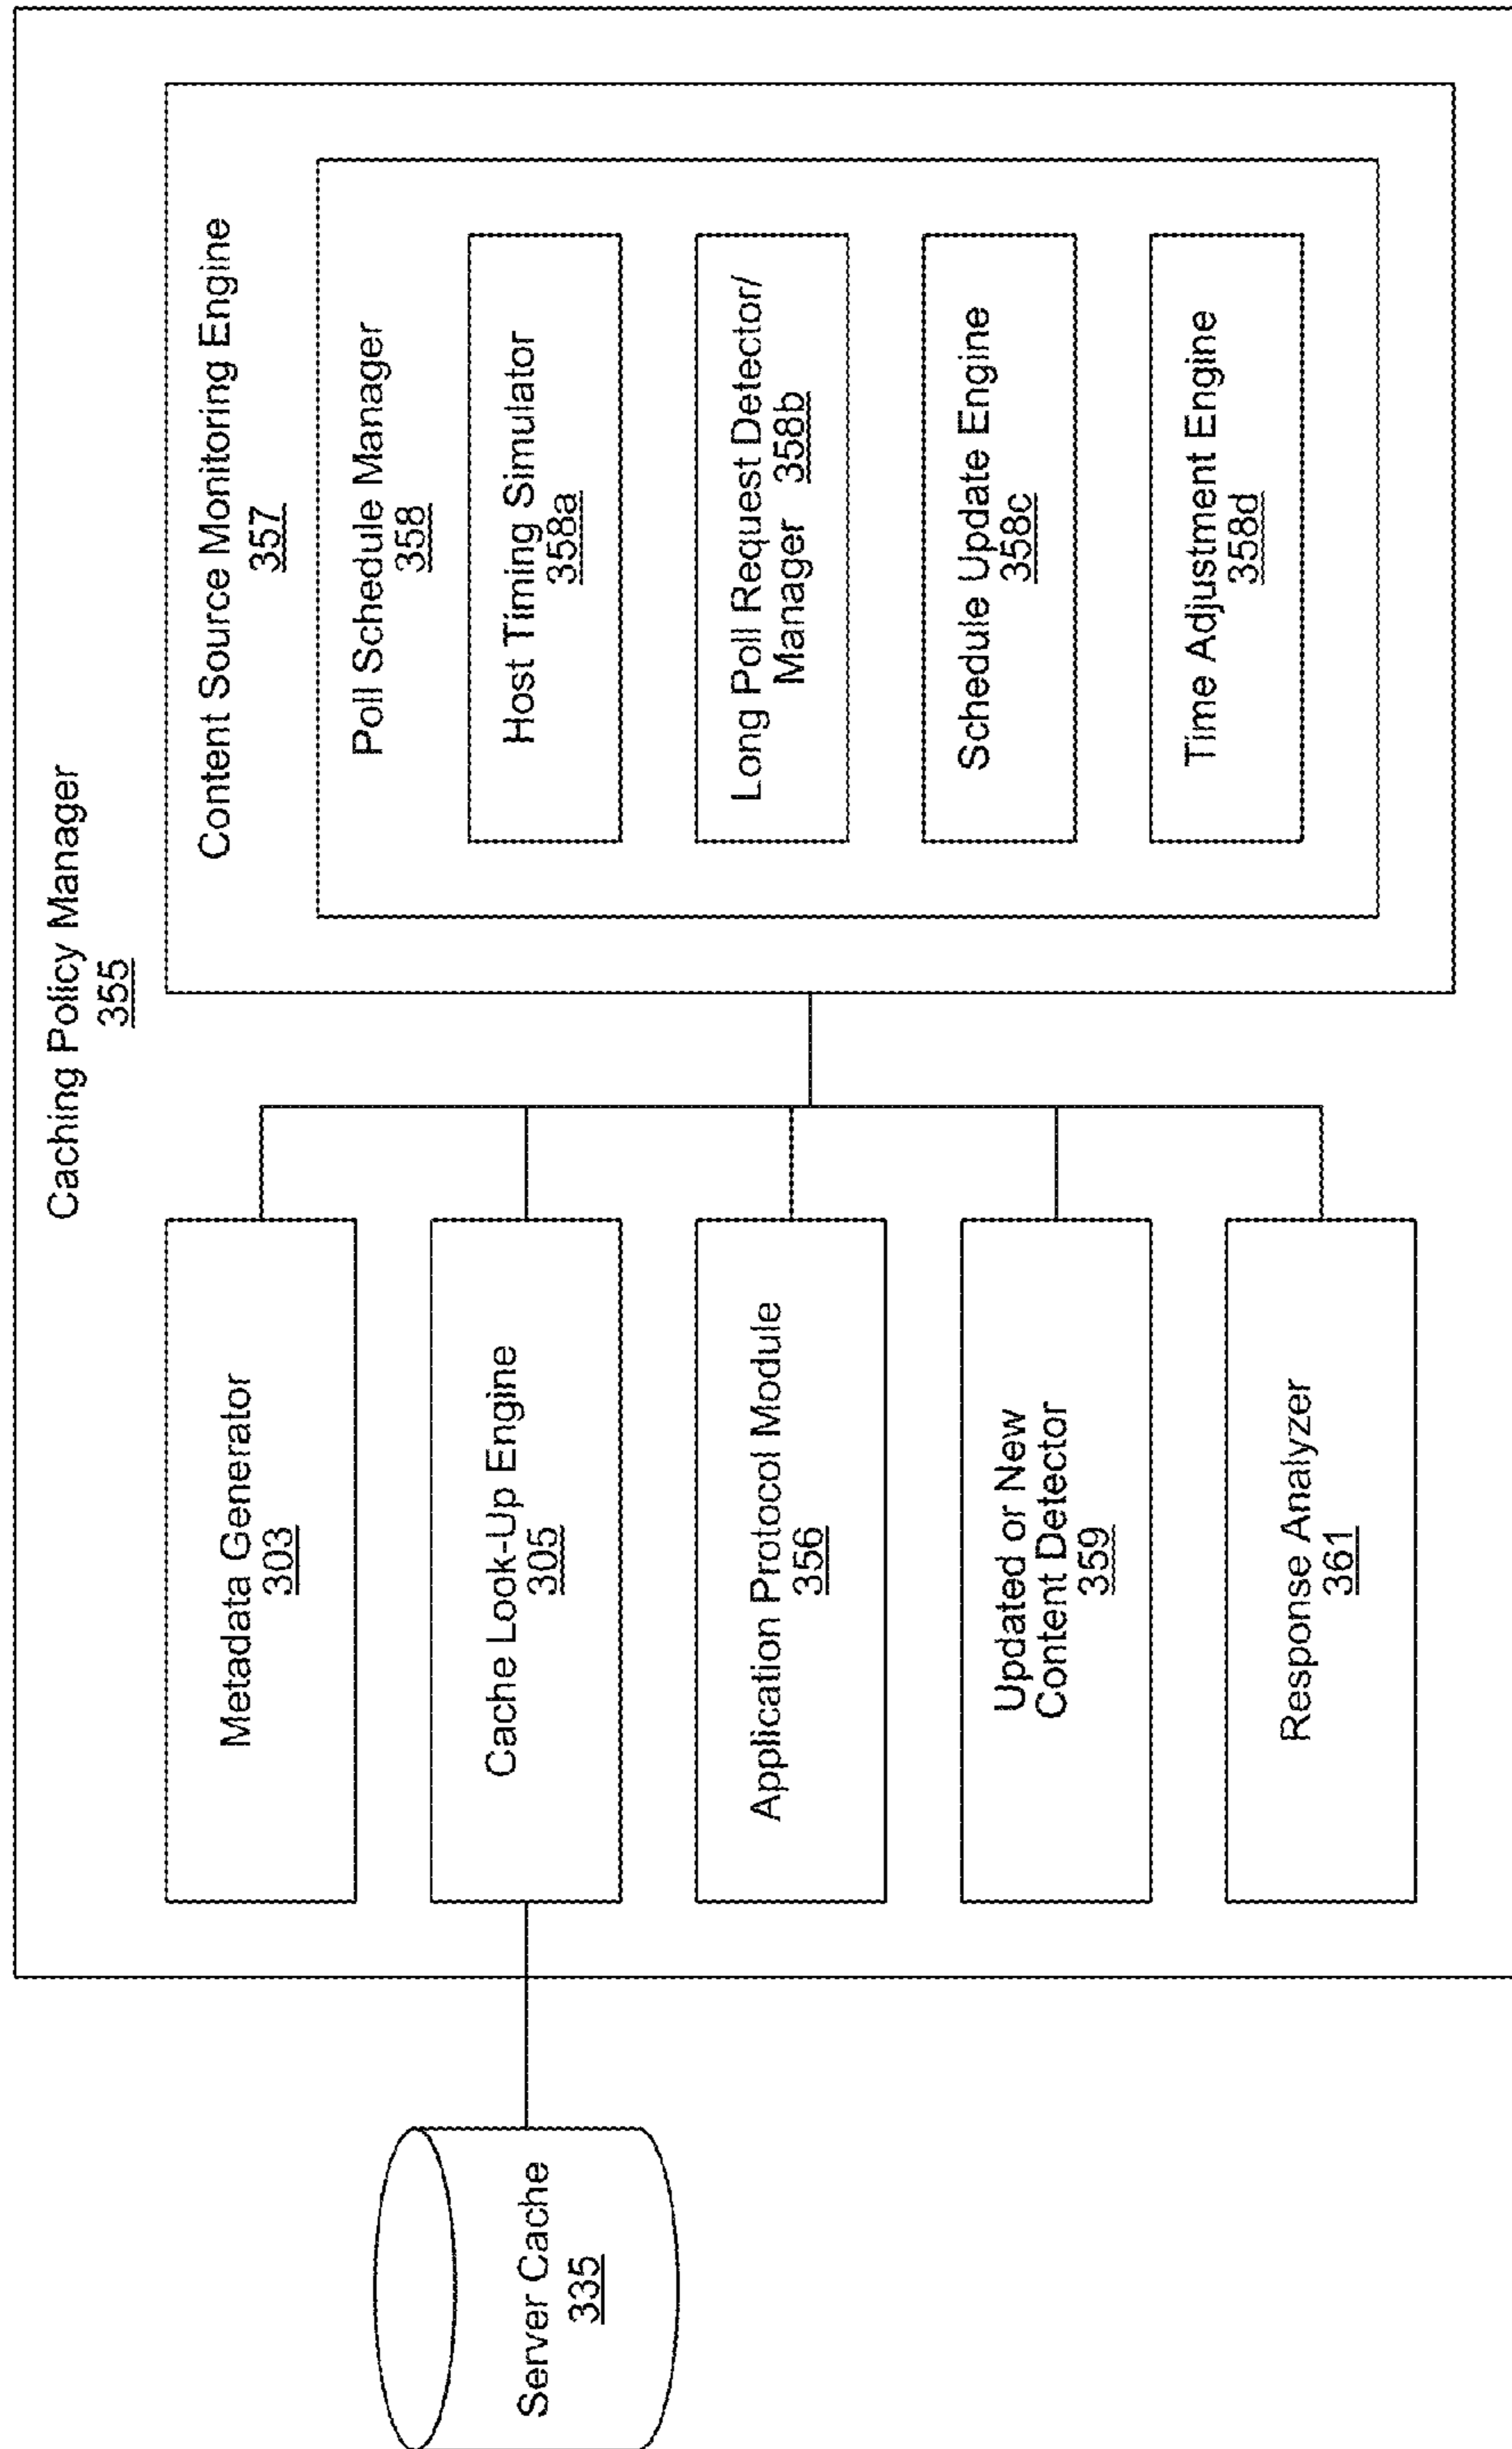 Caching Policy Manager
355
Server Cache
335
Metadata Generator
303
Cache Look-Up Engine
305
Application Protocol Module
356
Updated or New
Content Detector
359
Response Analyzer
361
Content Source Monitoring Engine
357
Poll Schedule Manager
358
Host Timing Simulator
358a
Long Poll Request Detector/
Manager 358b
Schedule Update Engine
358c
Time Adjustment Engine
358d